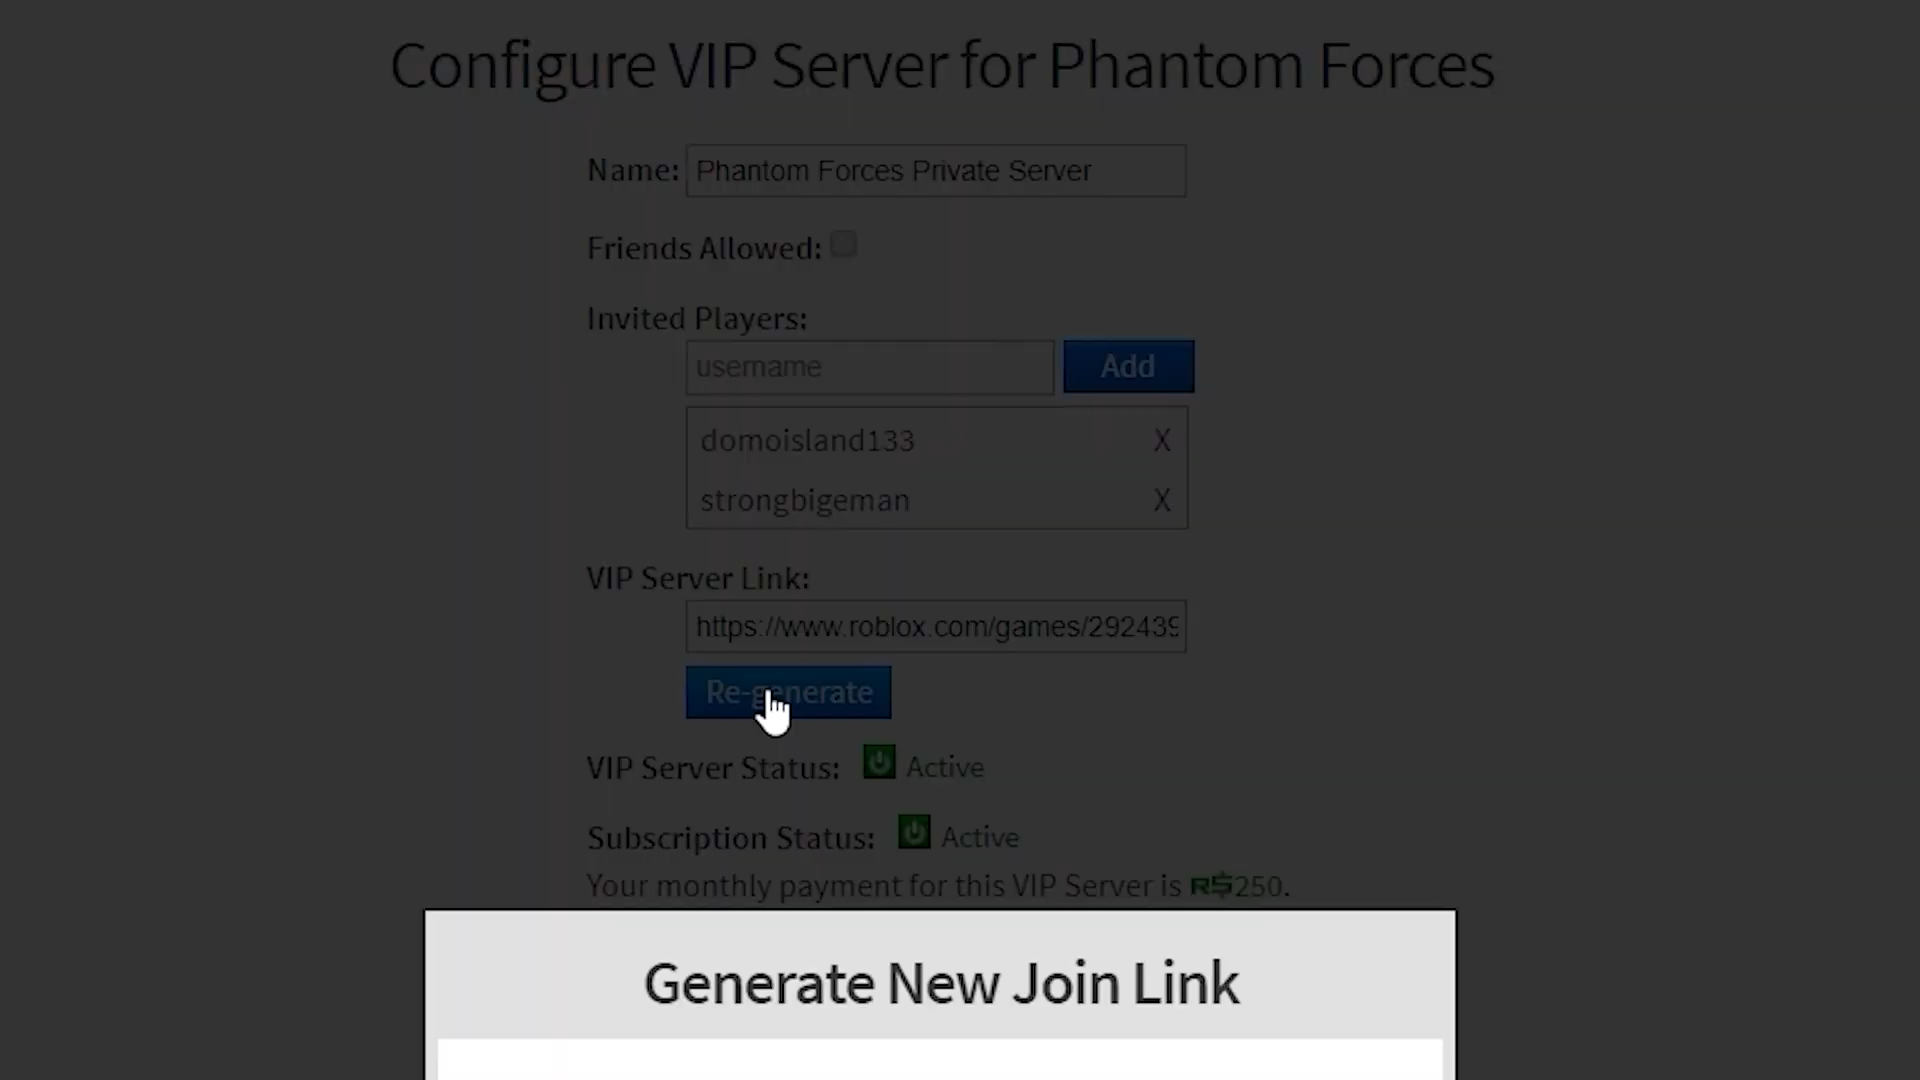 Configure VIP Server for Phantom Forces
Name: Phantom Forces Private Server
Friends Allowed:
Invited Players:
username Add
domoisland133 X
strongbigeman X
VIP Server Link:
https://www.roblox.com/games/292439
Re-generate
VIP Server Status: Active
Subscription Status: Active
Your monthly payment for this VIP Server is R$250.
Generate New Join Link